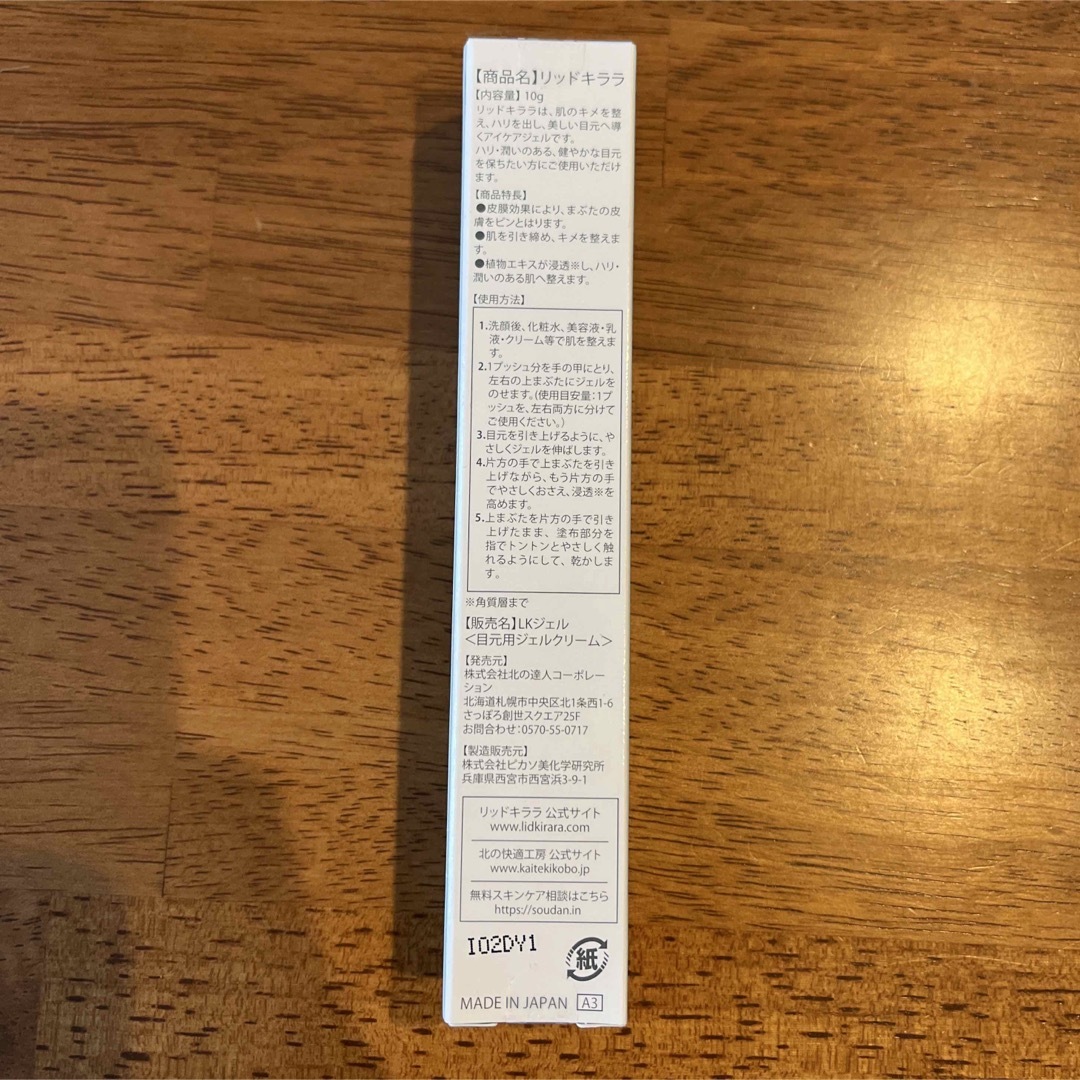 【商品名】リッドキララ
【内容量】10g
リッドキララは、肌のキメを整
え、ハリを出し、美しい目元へ導
くアイケアジェルです。
ハリ・潤いのある、健やかな目元
を保ちたい方にご使用いただけ
ます。
【商品特長】
●皮膜効果により、まぶたの皮
膚をピンとはります。
●肌を引き締め、キメを整えま
す。
●植物エキスが浸透※し、ハリ・
潤いのある肌へ整えます。
【使用方法】
1.洗顔後、化粧水、美容液・乳
液・クリーム等で肌を整えま
す。
2.1プッシュ分を手の甲にとり、
左右の上まぶたにジェルを
のせます。(使用目安量：1プ
ッシュを、左右両方に分けて
ご使用ください。)
3.目元を引き上げるように、や
さしくジェルを伸ばします。
4.片方の手で上まぶたを引き
上げながら、もう片方の手
でやさしくおさえ、浸透※を
高めます。
5.上まぶたを片方の手で引き
上げたまま、塗布部分を
指でトントンとやさしく触
れるようにして、乾かしま
す。
※角質層まで
【販売名】LKジェル
＜目元用ジェルクリーム＞
【発売元】
株式会社北の達人コーポレー
ション
北海道札幌市中央区北1条西1-6
さっぽろ創世スクエア25F
お問合わせ：0570-55-0717
【製造販売元】
株式会社ピカソ美化学研究所
兵庫県西宮市西宮浜3-9-1
リッドキララ 公式サイト
www.lidkirara.com
北の快適工房 公式サイト
www.kaitekikobo.jp
無料スキンケア相談はこちら
https://soudan.in
I02DY1
紙
MADE IN JAPAN A3